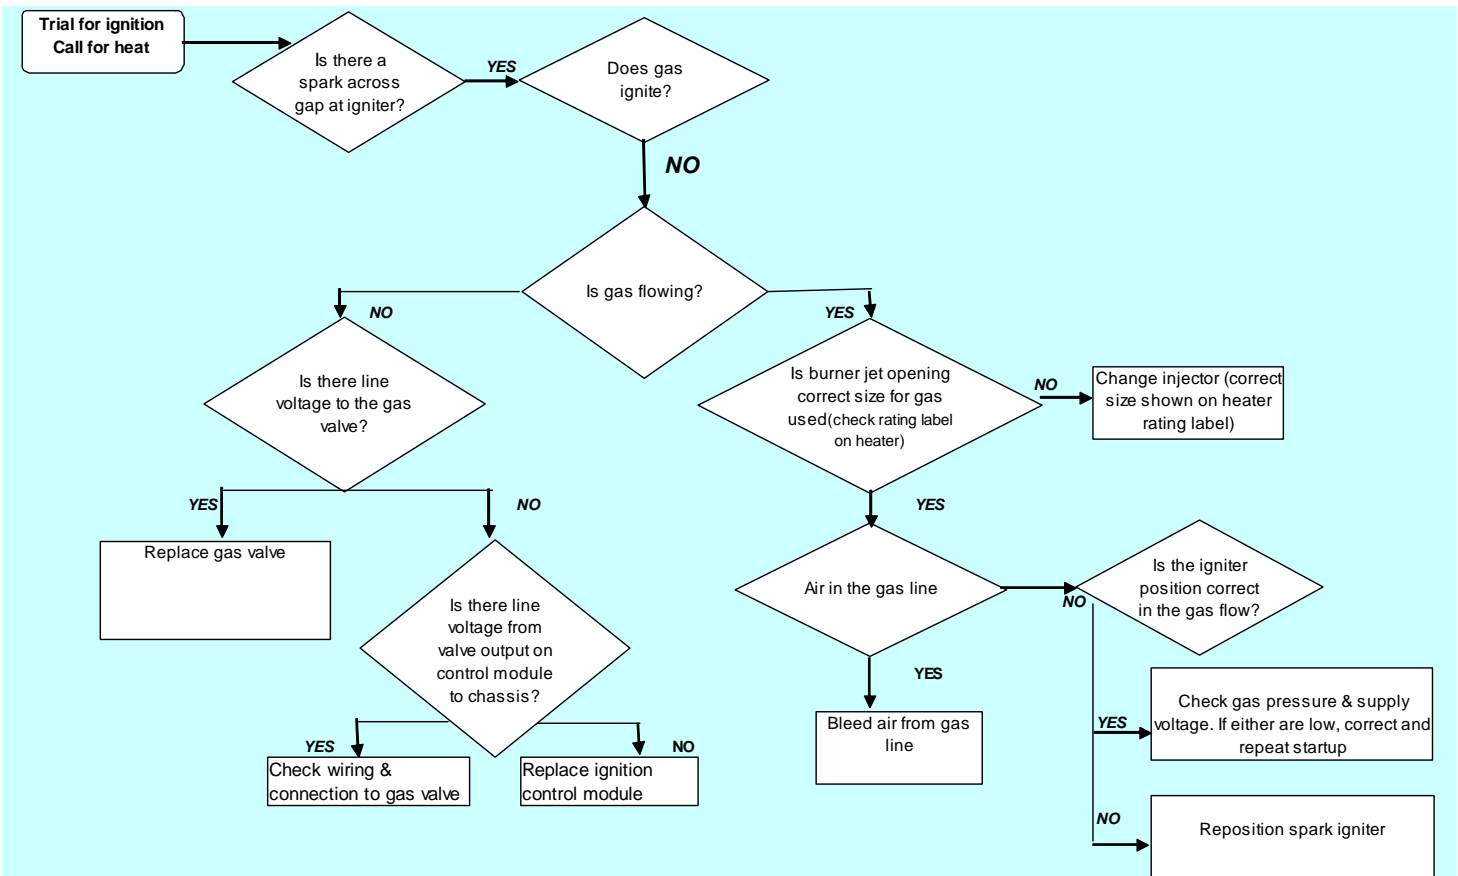 Trial for ignition
Call for heat
Is there a
spark across
gap at igniter?
YES
Does gas
ignite?
NO
Is gas flowing?
NO
YES
Is there line
voltage to the gas
valve?
Is burner jet opening
correct size for gas
used(check rating label
on heater)
NO
Change injector (correct
size shown on heater
rating label)
YES
NO
YES
Replace gas valve
Is there line
voltage from
valve output on
control module
to chassis?
Air in the gas line
NO
Is the igniter
position correct
in the gas flow?
YES
Bleed air from gas
line
YES
Check gas pressure & supply
voltage. If either are low, correct and
repeat startup
YES
NO
Check wiring &
connection to gas valve
Replace ignition
control module
NO
Reposition spark igniter